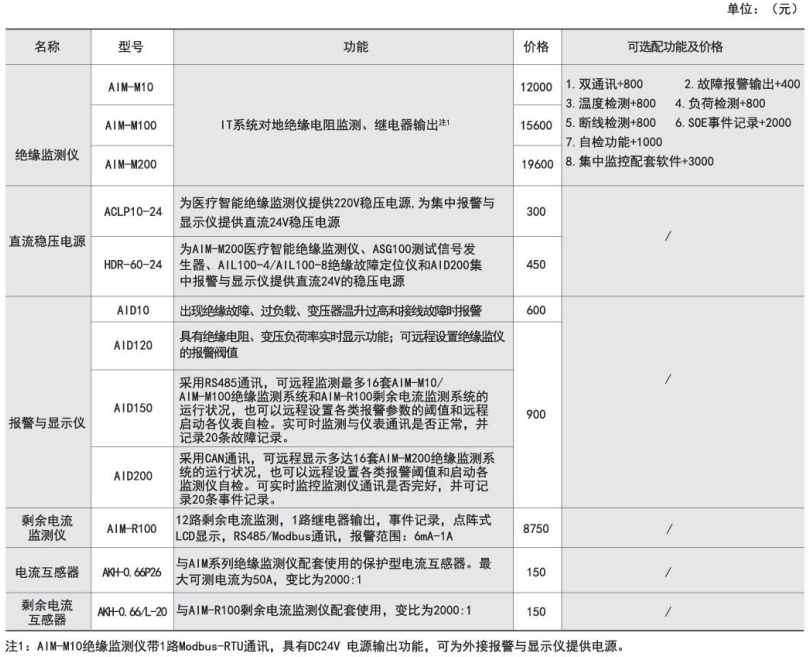 单位：（元）
名称 型号 功能 价格 可选配功能及价格
绝缘监测仪
AIM-M10
AIM-M100
AIM-M200
IT系统对地绝缘电阻监测、继电器输出注1
12000
15600
19600
1. 双通讯+800 2. 故障报警输出+400
3. 温度检测+800 4. 负荷检测+800
5. 断线检测+800 6. SOE事件记录+2000
7. 自检功能+1000
8. 集中监控配套软件+3000
直流稳压电源
ACLP10-24
为医疗智能绝缘监测仪提供220V稳压电源,为集中报警与
显示仪提供直流24V稳压电源
300
/
HDR-60-24
为AIM-M200医疗智能绝缘监测仪、ASG100测试信号发
生器、AIL100-4/AIL100-8绝缘故障定位仪和AID200集
中报警与显示仪提供直流24V的稳压电源
450
报警与显示仪
AID10
出现绝缘故障、过负载、变压器温升过高和接线故障时报警
600
/
AID120
具有绝缘电阻、变压负荷率实时显示功能；可远程设置绝缘监仪
的报警阀值
900
AID150
采用RS485通讯，可远程监测最多16套AIM-M10/
AIM-M100绝缘监测系统和AIM-R100剩余电流监测系统的
运行状况，也可以远程设置各类报警参数的阈值和远程
启动各仪表自检。实可时监测与仪表通讯是否正常，并
记录20条故障记录。
AID200
采用CAN通讯，可远程显示多达16套AIM-M200绝缘监测系
统的运行状况，也可以远程设置各类报警阈值和启动各
监测仪自检。可实时监控监测仪通讯是否完好，并可记
录20条事件记录。
剩余电流
监测仪
AIM-R100
12路剩余电流监测，1路继电器输出，事件记录，点阵式
LCD显示，RS485/Modbus通讯，报警范围：6mA-1A
8750
/
电流互感器
AKH-0.66P26
与AIM系列绝缘监测仪配套使用的保护型电流互感器。最
大可测电流为50A，变比为2000:1
150
/
剩余电流
互感器
AKH-0.66/L-20
与AIM-R100剩余电流监测仪配套使用，变比为2000:1
150
/
注1：AIM-M10绝缘监测仪带1路Modbus-RTU通讯，具有DC24V 电源输出功能，可为外接报警与显示仪提供电源。